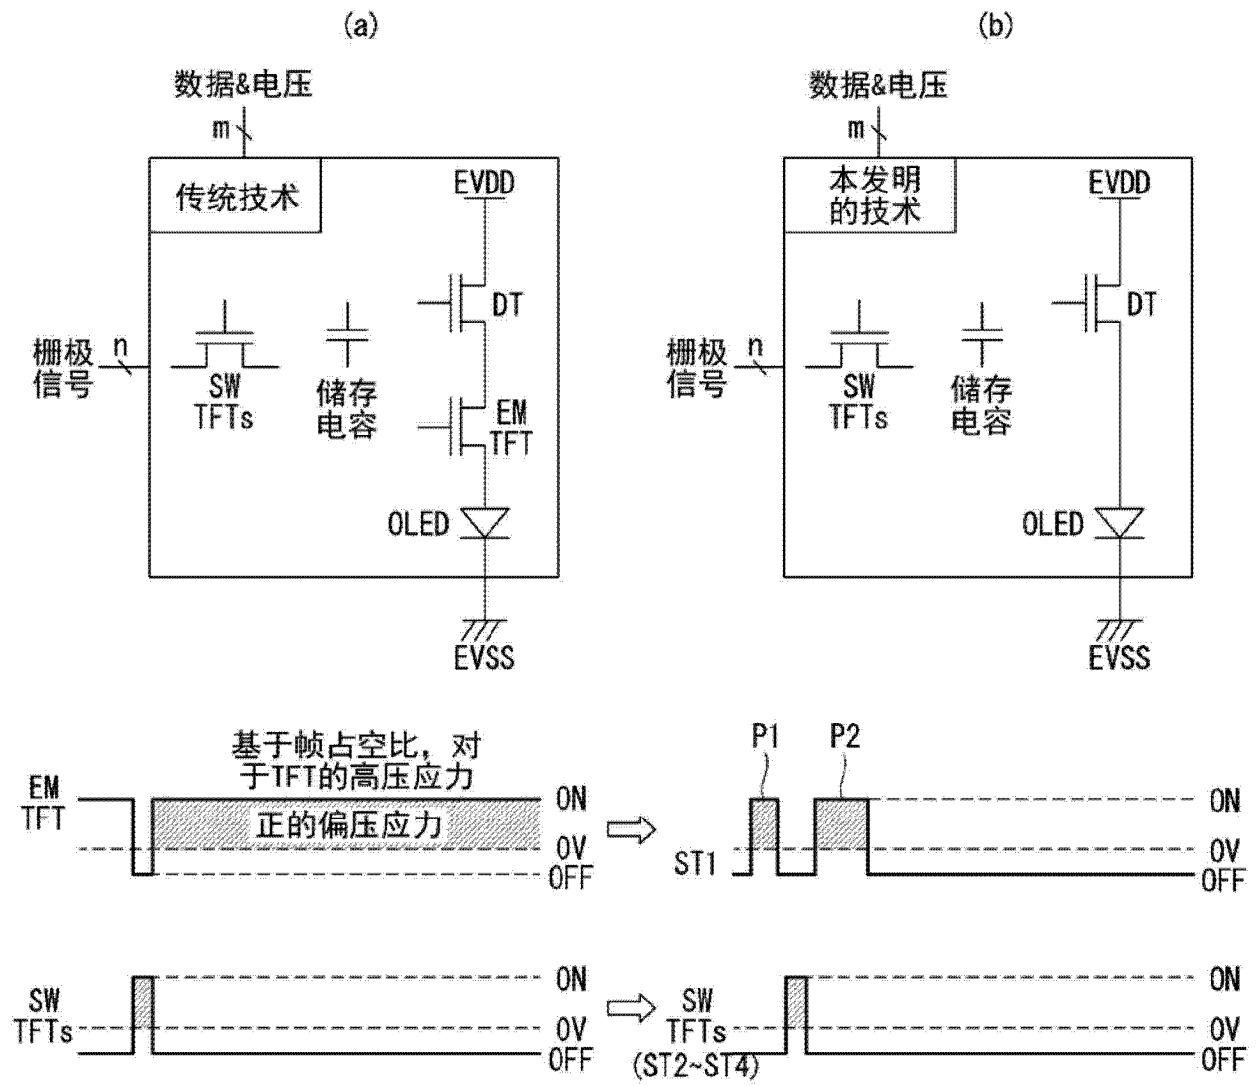 (a)
数据&电压
m
传统技术
EVDD
DT
栅极
信号
n
SW
TFTs
储存
电容
EM
TFT
OLED
EVSS
(b)
数据&电压
m
本发明
的技术
EVDD
DT
栅极
信号
n
SW
TFTs
储存
电容
OLED
EVSS
基于帧占空比，对
于TFT的高压应力
EM
TFT
正的偏压应力
ON
0V
OFF
P1
P2
ST1
ON
0V
OFF
SW
TFTs
ON
0V
OFF
SW
TFTs
(ST2~ST4)
ON
0V
OFF